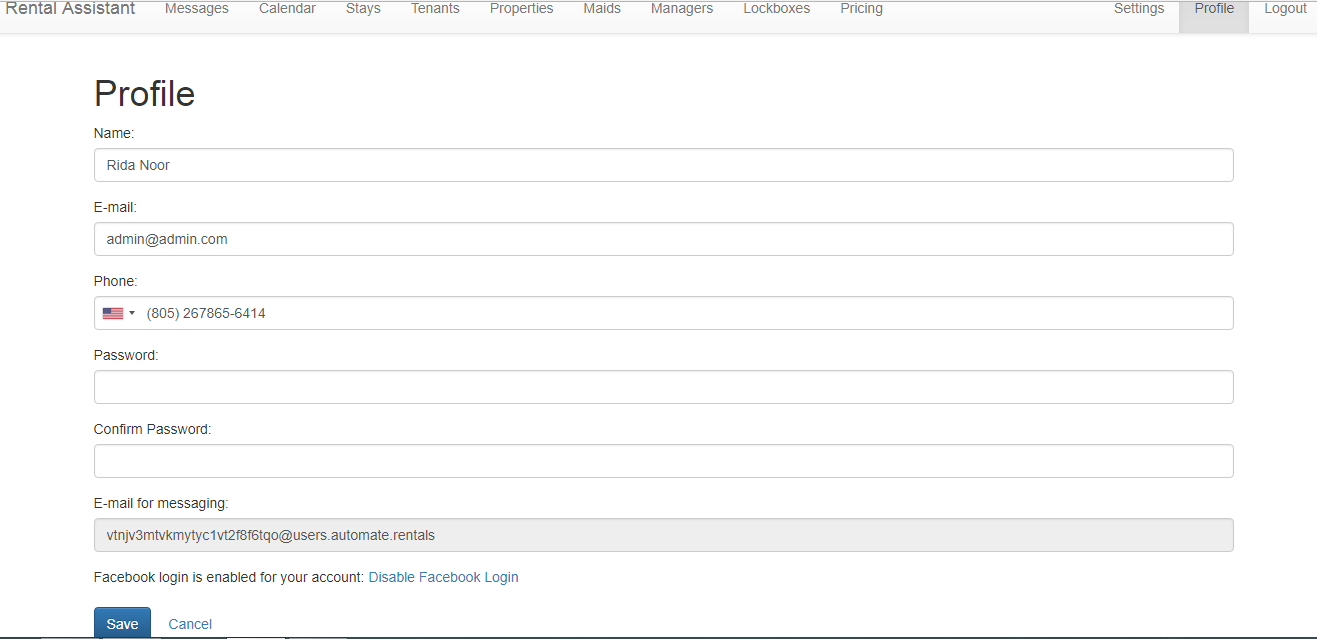 Rental Assistant Messages Calendar Stays Tenants Properties Maids Managers Lockboxes Pricing Settings Profile Logout
Profile
Name:
Rida Noor
E-mail:
admin@admin.com
Phone:
(805) 267865-6414
Password:
Confirm Password:
E-mail for messaging:
vtnjv3mtvkmytyc1vt2f8f6tqo@users.automate.rentals
Facebook login is enabled for your account: Disable Facebook Login
Save Cancel